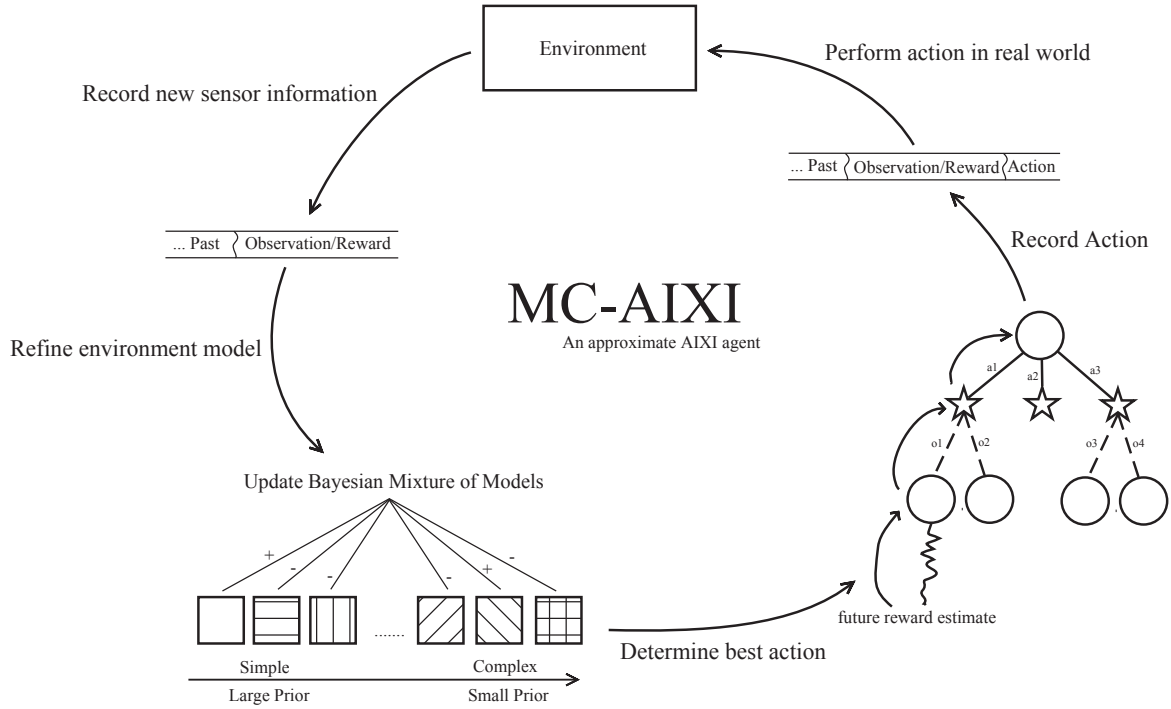 Environment
Perform action in real world
Record new sensor information
... Past Observation/Reward Action
... Past Observation/Reward
Record Action
MC-AIXI
An approximate AIXI agent
Refine environment model
a1 a2 a3
o1 o2 o3 o4
Update Bayesian Mixture of Models
+ - - - + -
.......
future reward estimate
Determine best action
Simple Complex
Large Prior Small Prior